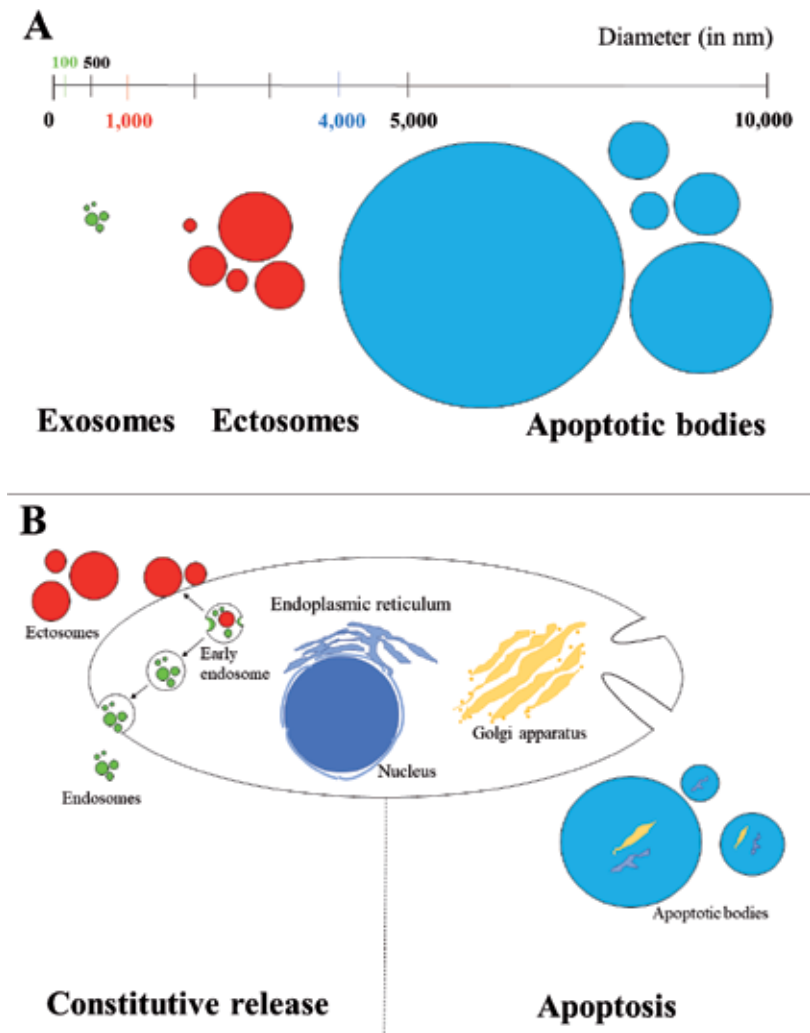 A
Diameter (in nm)
100
500
0
1,000
4,000
5,000
10,000
Exosomes
Ectosomes
Apoptotic bodies
B
Ectosomes
Early
endosome
Endoplasmic reticulum
Golgi apparatus
Nucleus
Endosomes
Apoptotic bodies
Constitutive release
Apoptosis